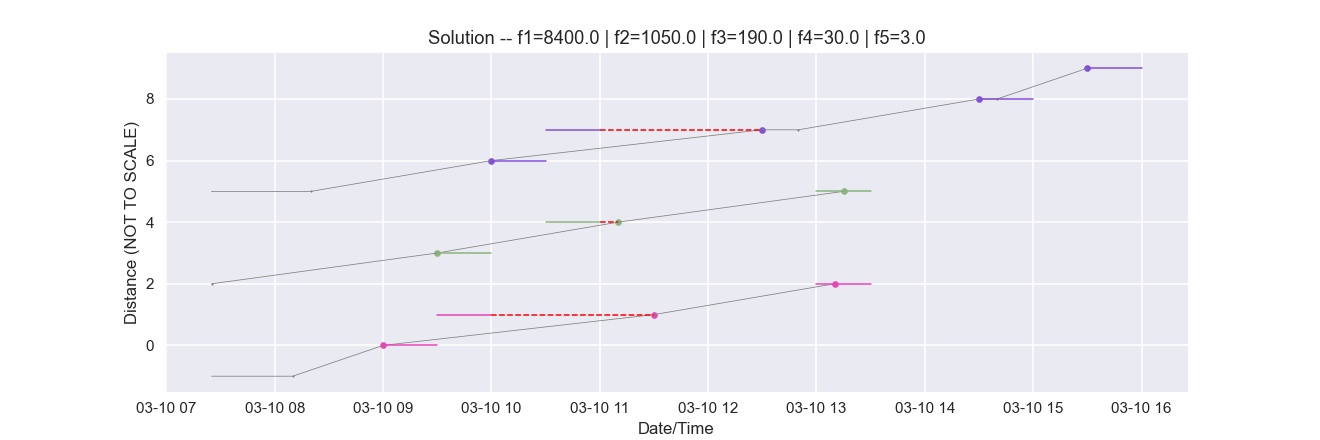 Solution -- f1=8400.0 | f2=1050.0 | f3=190.0 | f4=30.0 | f5=3.0
Distance (NOT TO SCALE)
8
6
4
2
0
03-10 07 03-10 08 03-10 09 03-10 10 03-10 11 03-10 12 03-10 13 03-10 14 03-10 15 03-10 16
Date/Time